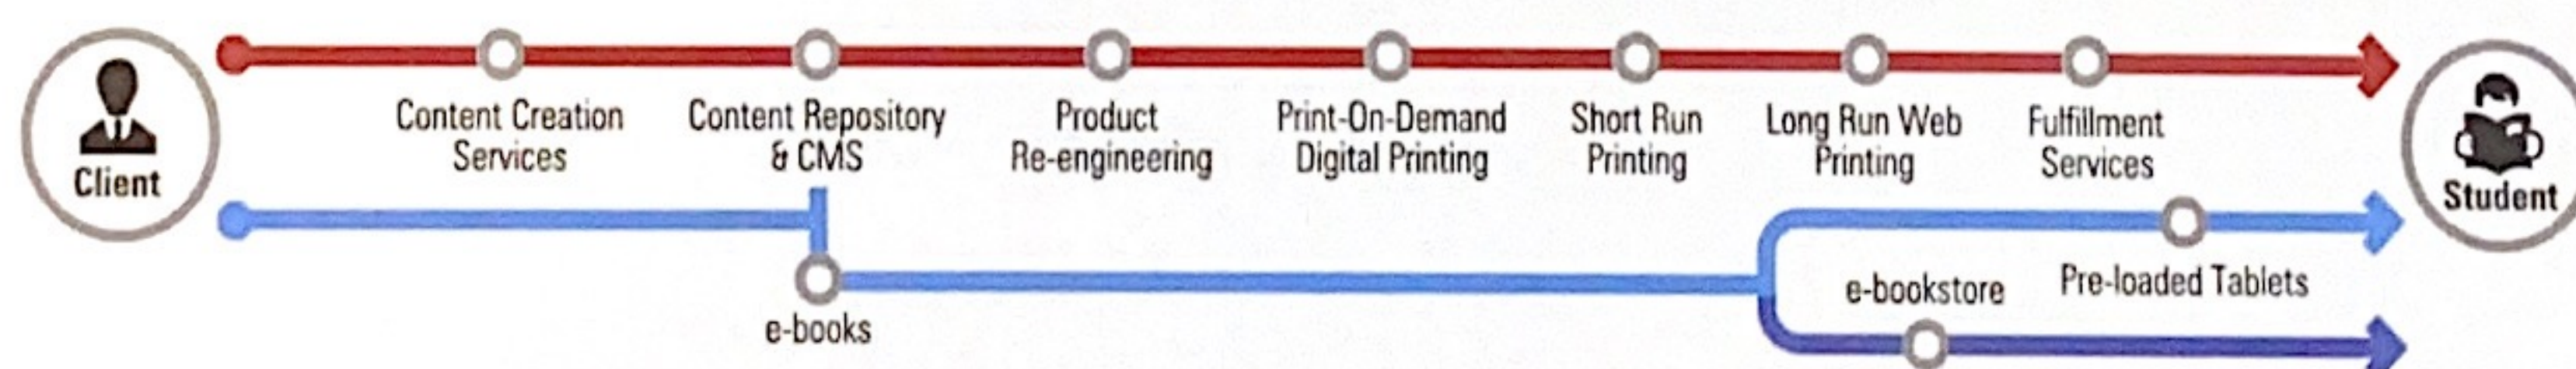 Client
Content Creation
Services
Content Repository
& CMS
Product
Re-engineering
Print-On-Demand
Digital Printing
Short Run
Printing
Long Run Web
Printing
Fulfillment
Services
Student
e-books
e-bookstore
Pre-loaded Tablets